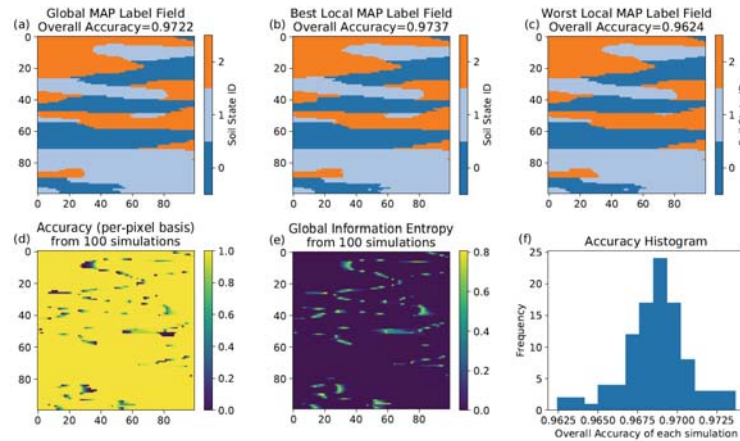 (a) Global MAP Label Field
Overall Accuracy=0.9722
0
20
40
60
80
0 20 40 60 80
2
1
0
Soil State ID
(b) Best Local MAP Label Field
Overall Accuracy=0.9737
0
20
40
60
80
0 20 40 60 80
2
1
0
Soil State ID
(c) Worst Local MAP Label Field
Overall Accuracy=0.9624
0
20
40
60
80
0 20 40 60 80
2
1
0
Soil State ID
(d) Accuracy (per-pixel basis)
from 100 simulations
0
20
40
60
80
0 20 40 60 80
1.0
0.8
0.6
0.4
0.2
0.0
(e) Global Information Entropy
from 100 simulations
0
20
40
60
80
0 20 40 60 80
0.8
0.6
0.4
0.2
0.0
(f) Accuracy Histogram
Frequency
25
20
15
10
5
0
0.9625 0.9650 0.9675 0.9700 0.9725
Overall Accuracy of each simulation